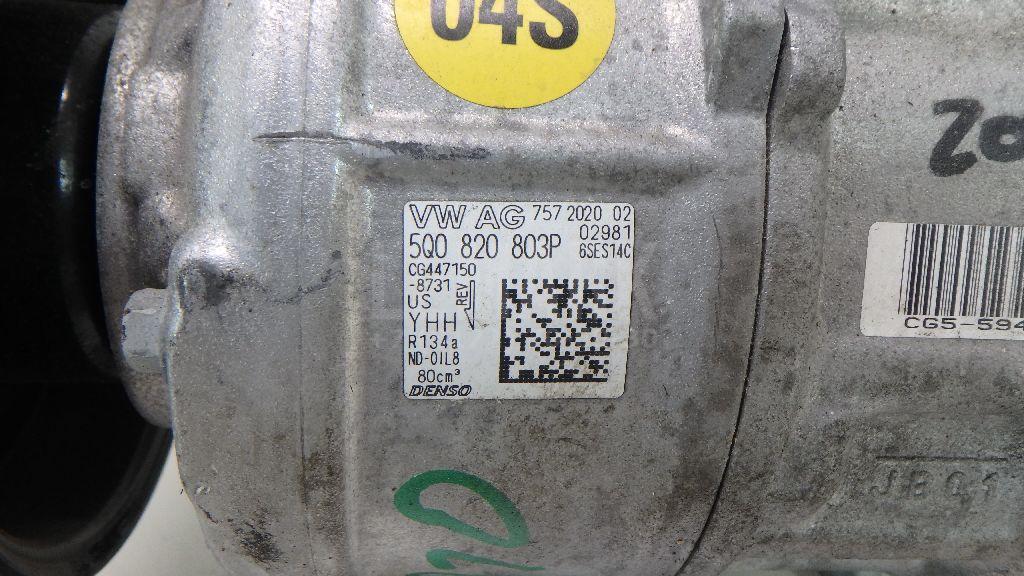 04S
VW AG 757 2020 02
02981
5Q0 820 803P 6SES14C
CG447150
-8731
US REV
YHH
R134a
ND-OIL8
80cm³
DENSO
CG5-594
JB01